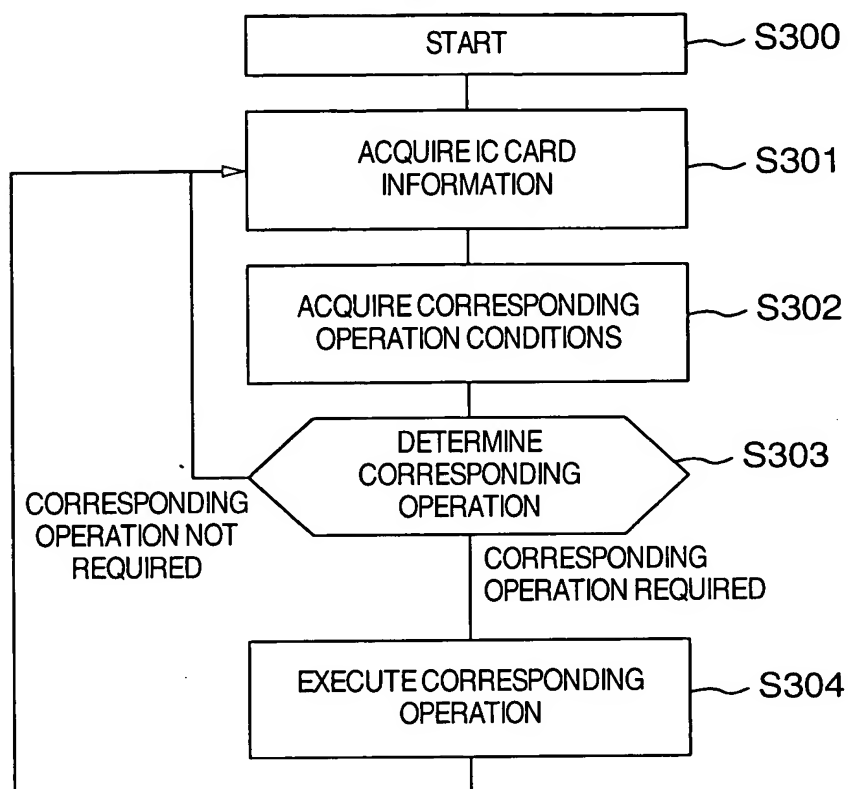 START
S300
ACQUIRE IC CARD
INFORMATION
S301
ACQUIRE CORRESPONDING
OPERATION CONDITIONS
S302
DETERMINE
CORRESPONDING
OPERATION
S303
CORRESPONDING
OPERATION NOT
REQUIRED
CORRESPONDING
OPERATION REQUIRED
EXECUTE CORRESPONDING
OPERATION
S304